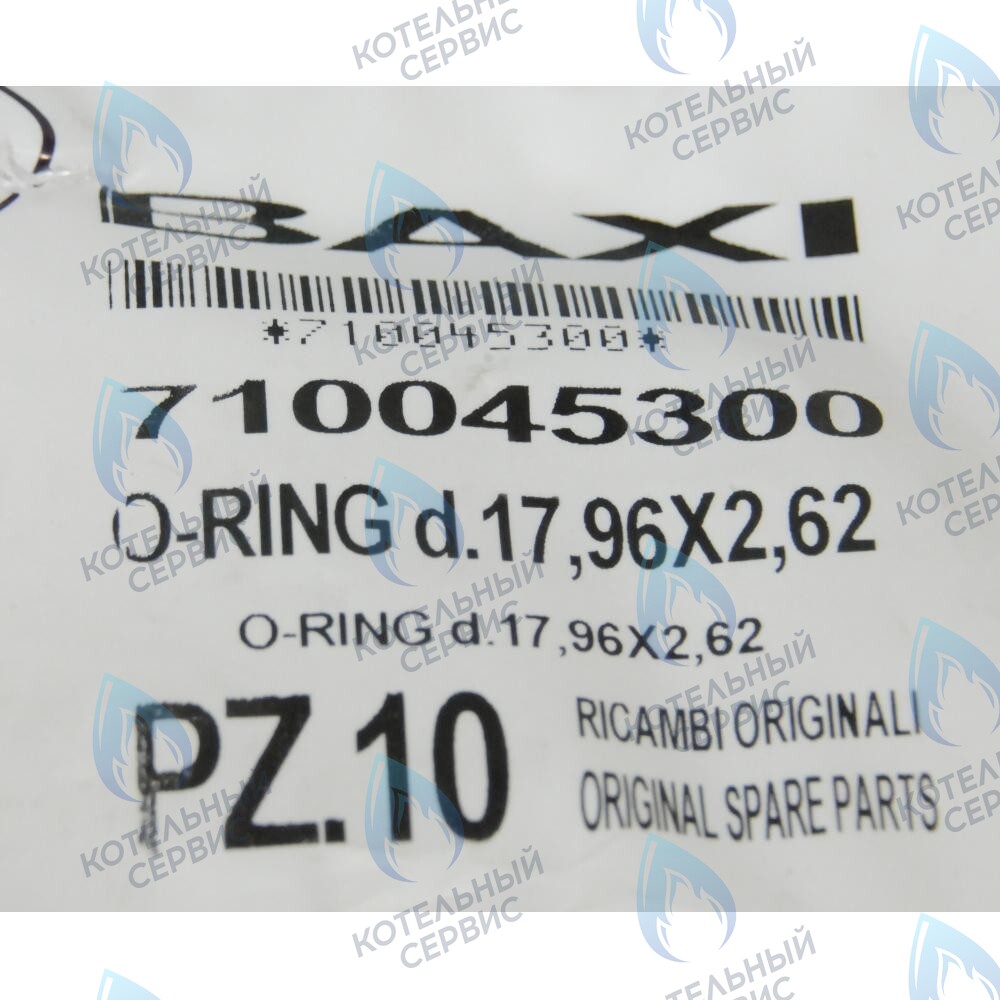 BAXI
*710045300*
710045300
O-RING d.17,96X2,62
O-RING d.17,96X2,62
PZ.10
RICAMBI ORIGINALI
ORIGINAL SPARE PARTS
КОТЕЛЬНЫЙ
СЕРВИС